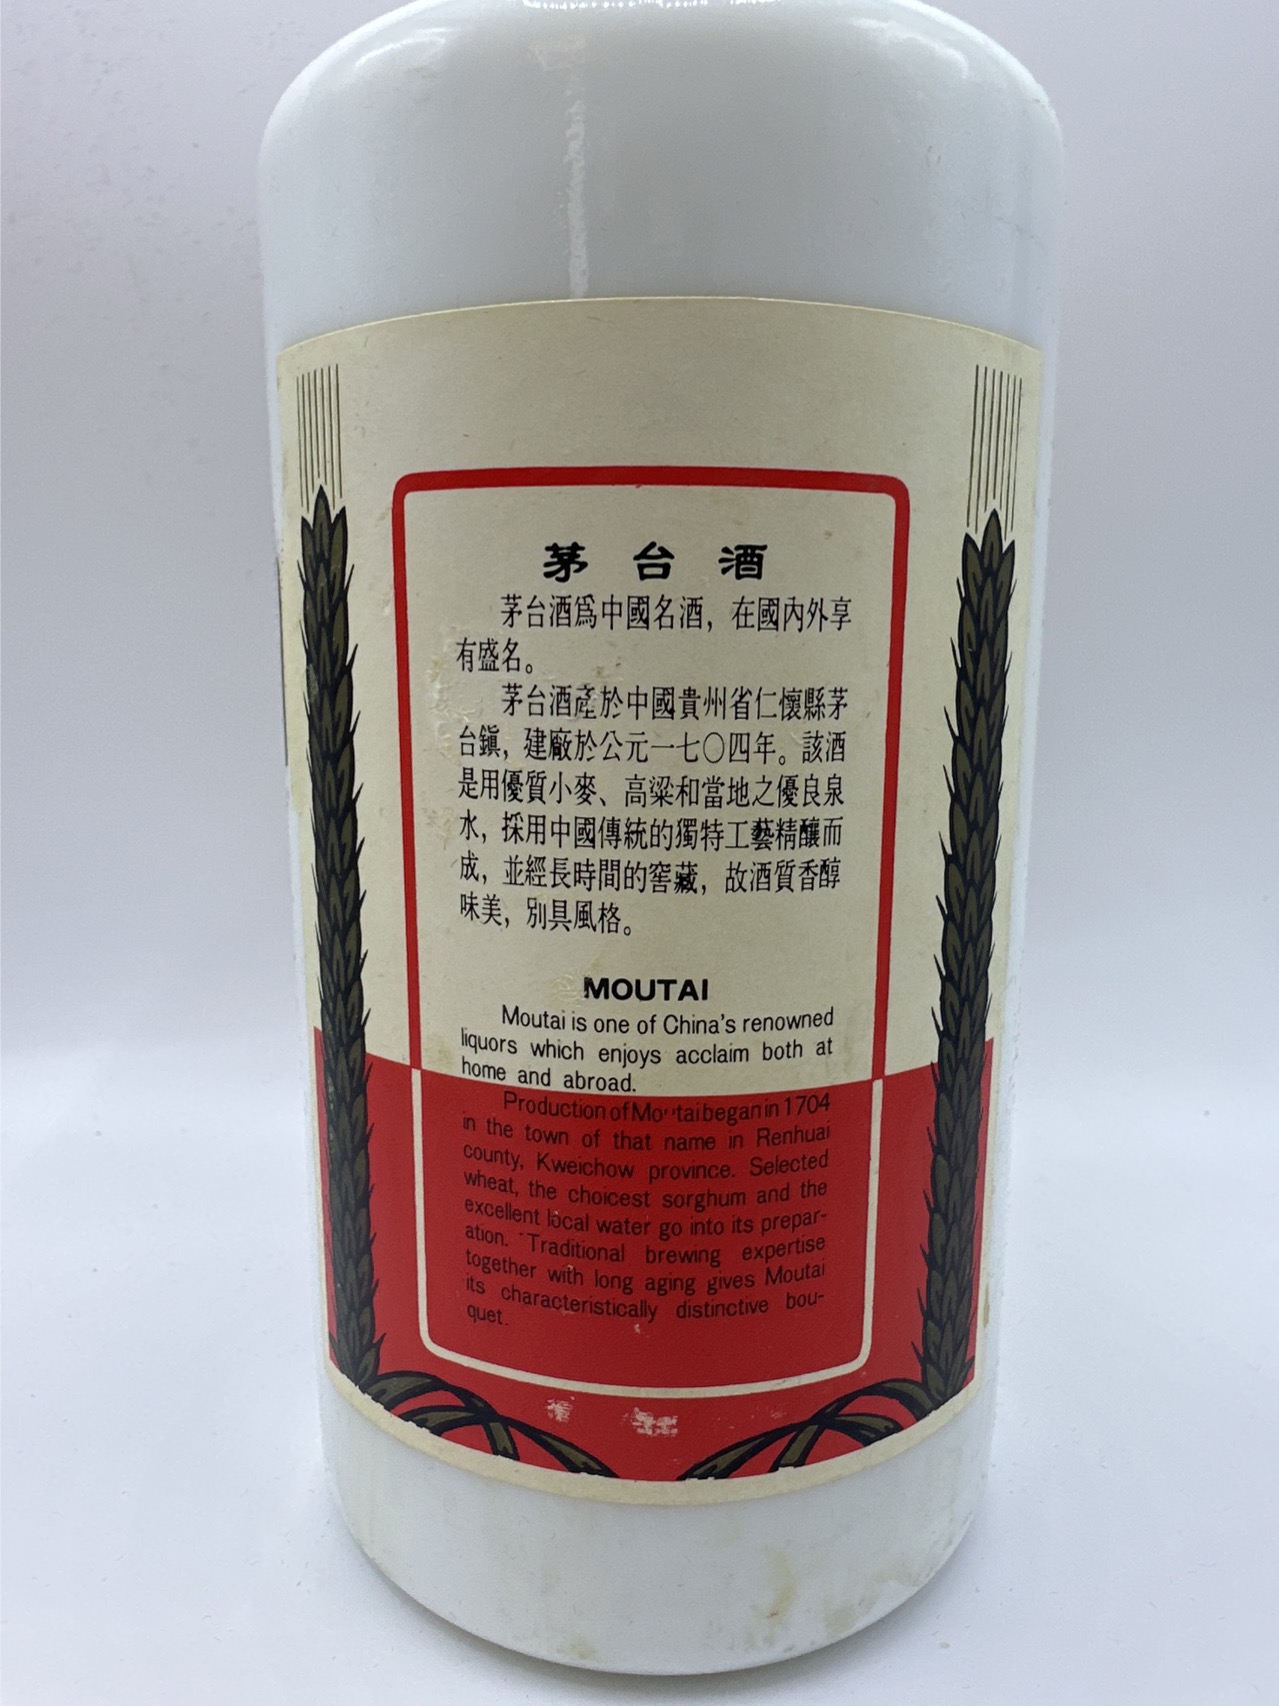 茅台酒
茅台酒爲中國名酒，在國內外享
有盛名。
茅台酒產於中國貴州省仁懷縣茅
台鎭，建廠於公元一七〇四年。該酒
是用優質小麥、高粱和當地之優良泉
水，採用中國傳統的獨特工藝精釀而
成，並經長時間的窖藏，故酒質香醇
味美，別具風格。
MOUTAI
Moutai is one of China's renowned
liquors which enjoys acclaim both at
home and abroad.
Production of Moutai began in 1704
in the town of that name in Renhuai
county, Kweichow province. Selected
wheat, the choicest sorghum and the
excellent local water go into its prepar-
ation. Traditional brewing expertise
together with long aging gives Moutai
its characteristically distinctive bou-
quet.